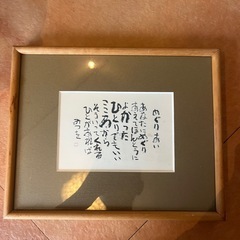 めぐりあい
あなたにめぐり
あえてほんとうに
よかった
ひとりでもいい
こころから
そういってくれる
ひとがあれば
みつを